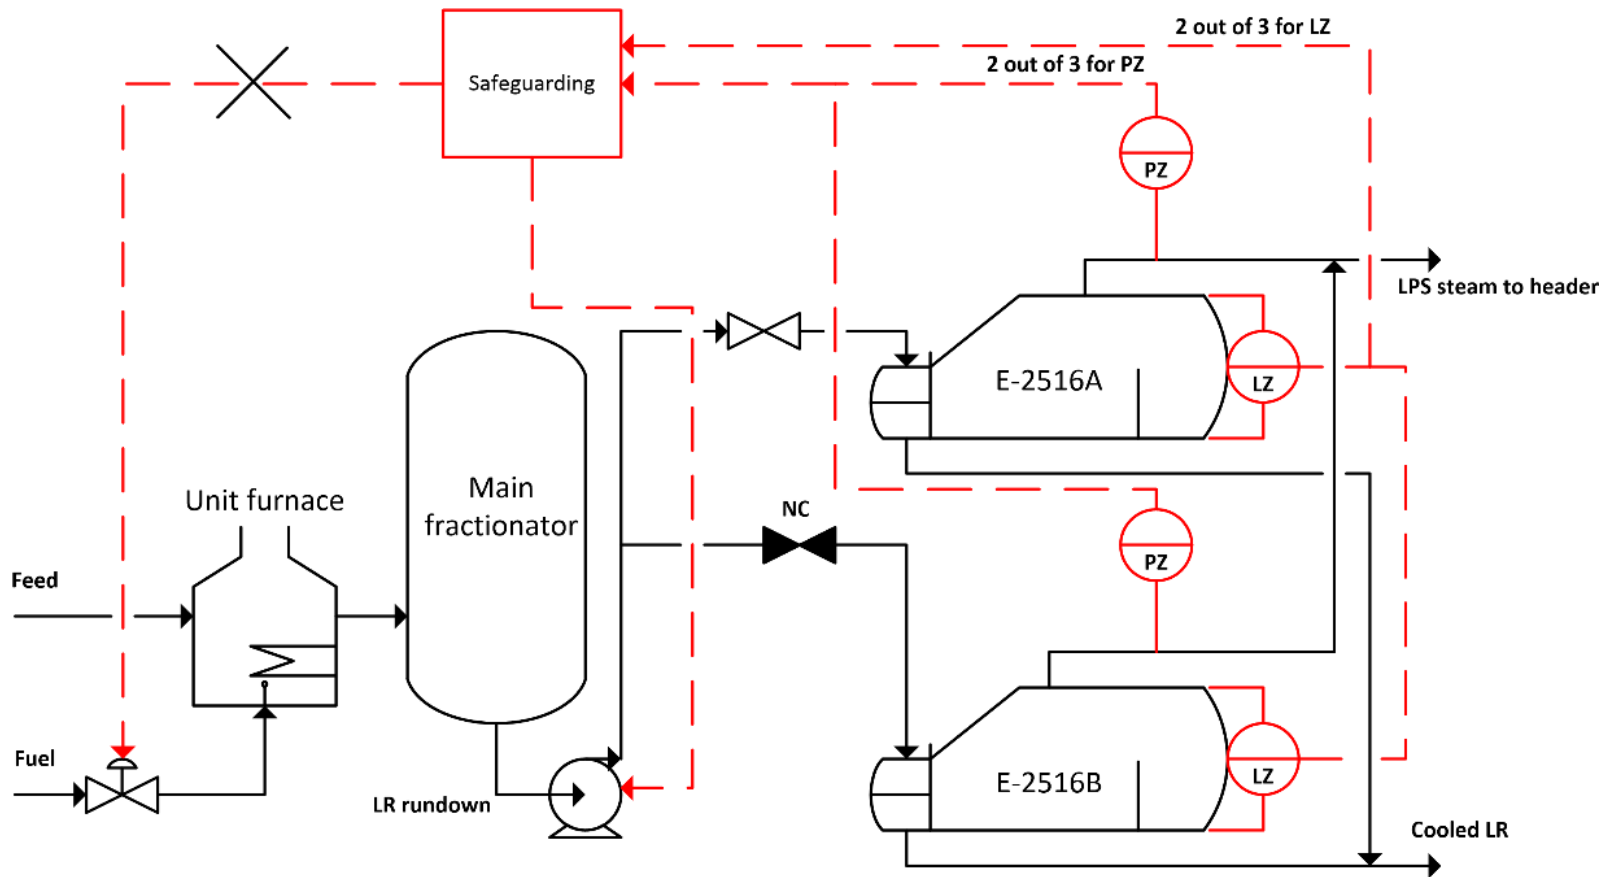 2 out of 3 for LZ
2 out of 3 for PZ
Safeguarding
PZ
LPS steam to header
E-2516A
LZ
Main
fractionator
Unit furnace
NC
PZ
Feed
Fuel
LR rundown
E-2516B
LZ
Cooled LR